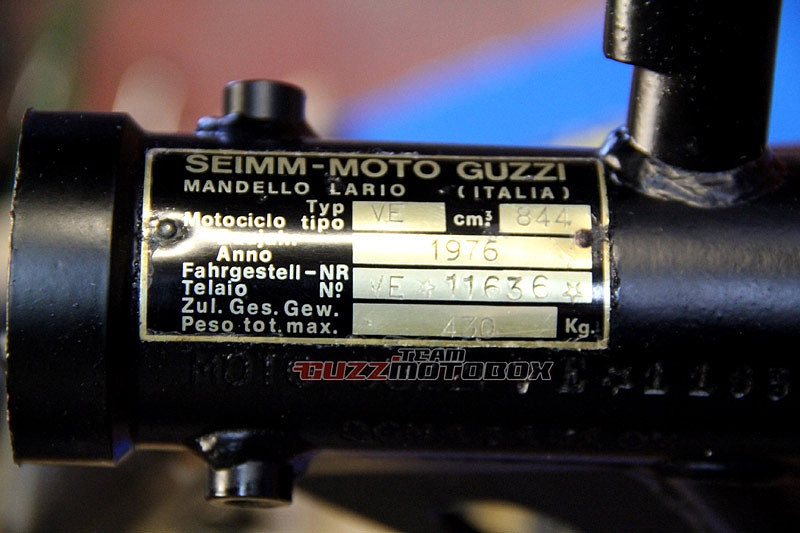 SEIMM-MOTO GUZZI
MANDELLO LARIO (ITALIA)
Typ
Motociclo tipo VE cm³ 844
Anno 1976
Fahrgestell-NR
Telaio Nº VE ☆ 11636 ☆
Zul. Ges. Gew.
Peso tot. max. 430 Kg.
TEAM
GUZZMOTOBOX